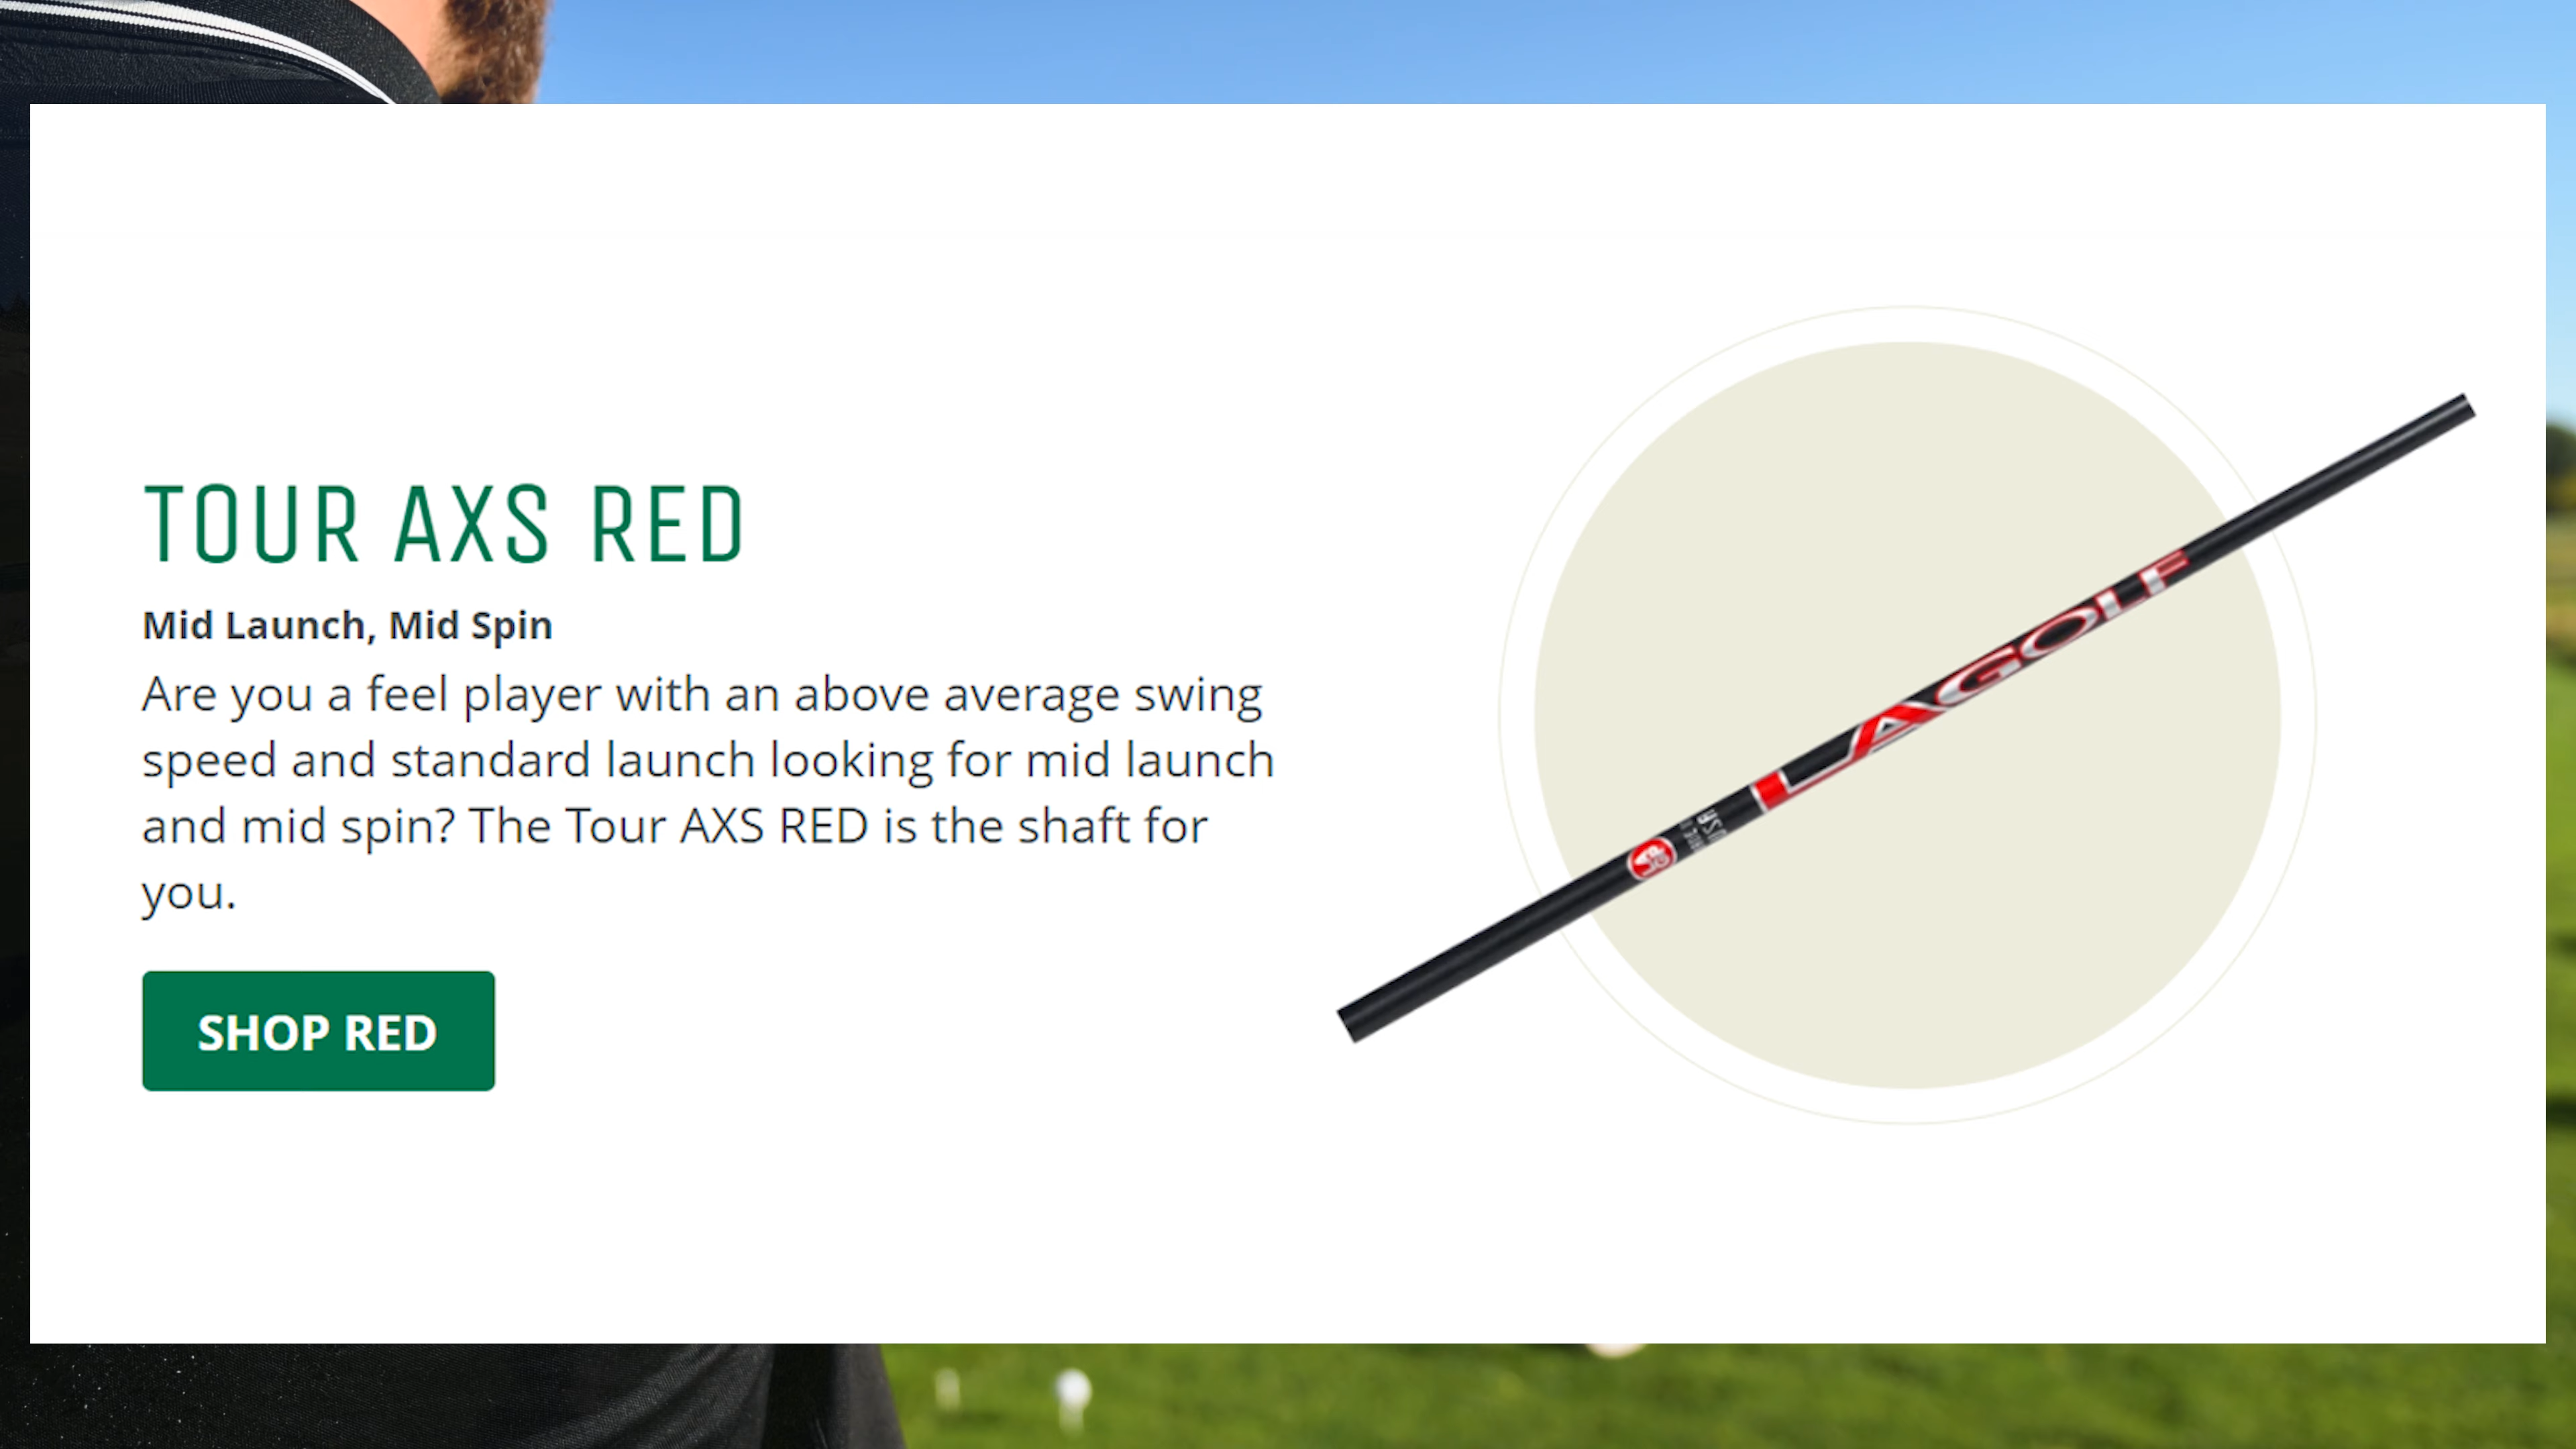 TOUR AXS RED
Mid Launch, Mid Spin
Are you a feel player with an above average swing
speed and standard launch looking for mid launch
and mid spin? The Tour AXS RED is the shaft for
you.
SHOP RED
LAGOLF